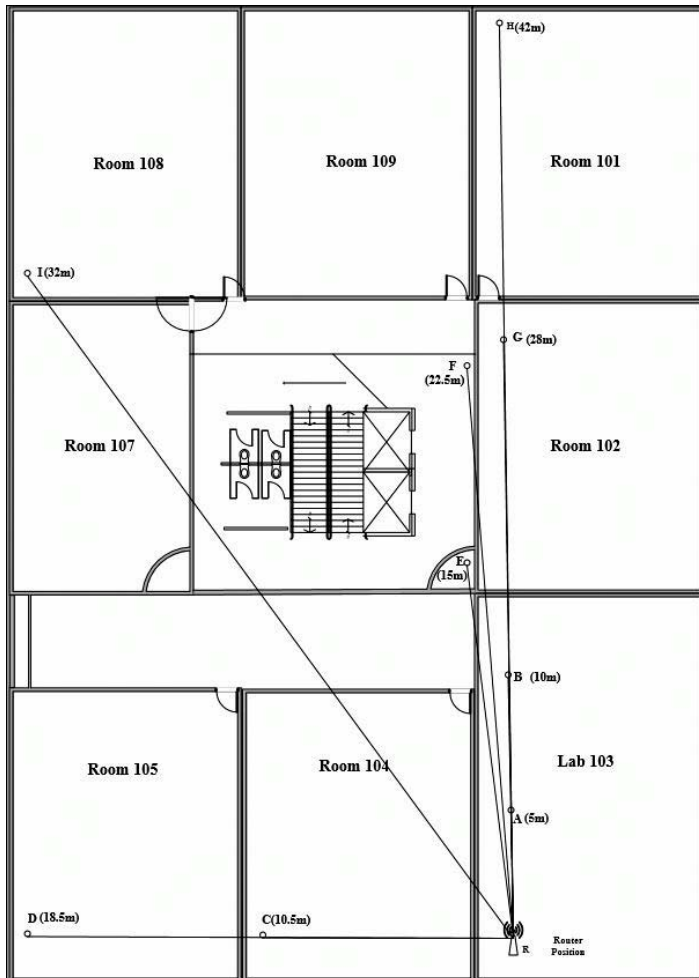 H (42m)
Room 108
Room 109
Room 101
I (32m)
G (28m)
F
(22.5m)
Room 107
Room 102
E
(15m)
B (10m)
Room 105
Room 104
Lab 103
A (5m)
D (18.5m)
C(10.5m)
R
Router
Position